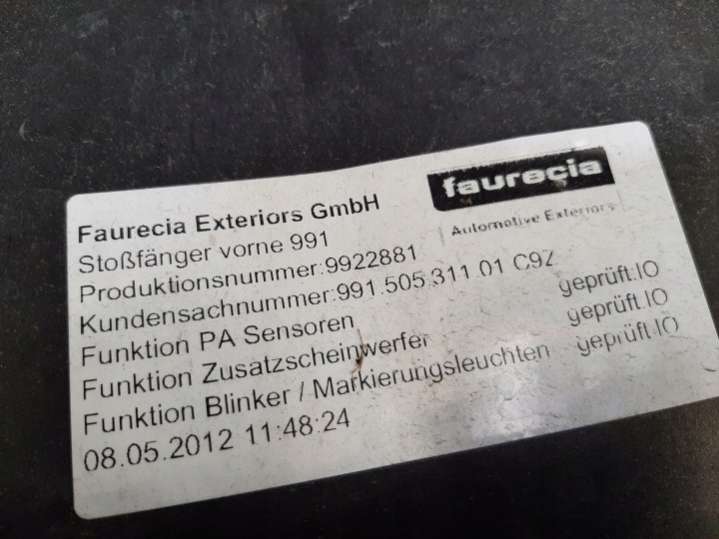 faurecia
Automotive Exteriors
Faurecia Exteriors GmbH
Stoßfänger vorne 991
Produktionsnummer:9922881
Kundensachnummer:991.505.311.01 C9Z
Funktion PA Sensoren geprüft:IO
Funktion Zusatzscheinwerfer geprüft:IO
Funktion Blinker / Markierungsleuchten geprüft:IO
08.05.2012 11:48:24